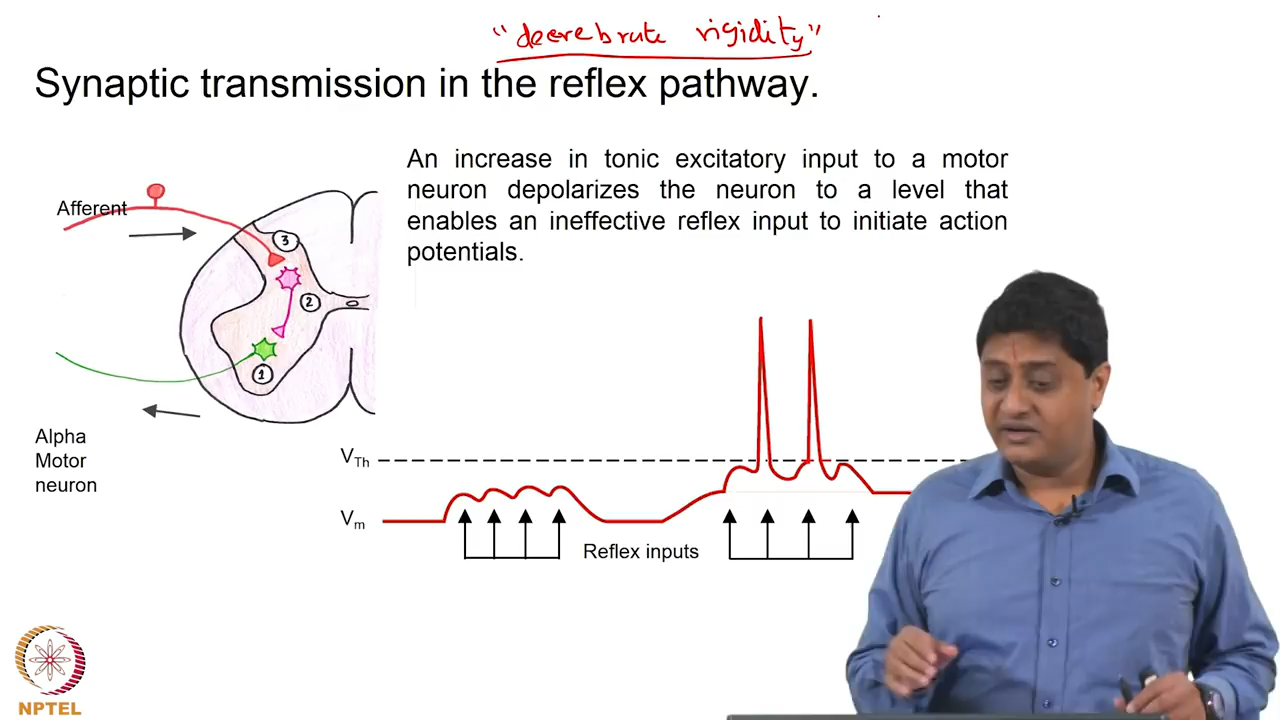 "decerebrate rigidity"
Synaptic transmission in the reflex pathway.
An increase in tonic excitatory input to a motor
neuron depolarizes the neuron to a level that
enables an ineffective reflex input to initiate action
potentials.
Afferent
3
2
1
Alpha
Motor
neuron
VTh
Vm
Reflex inputs
NPTEL